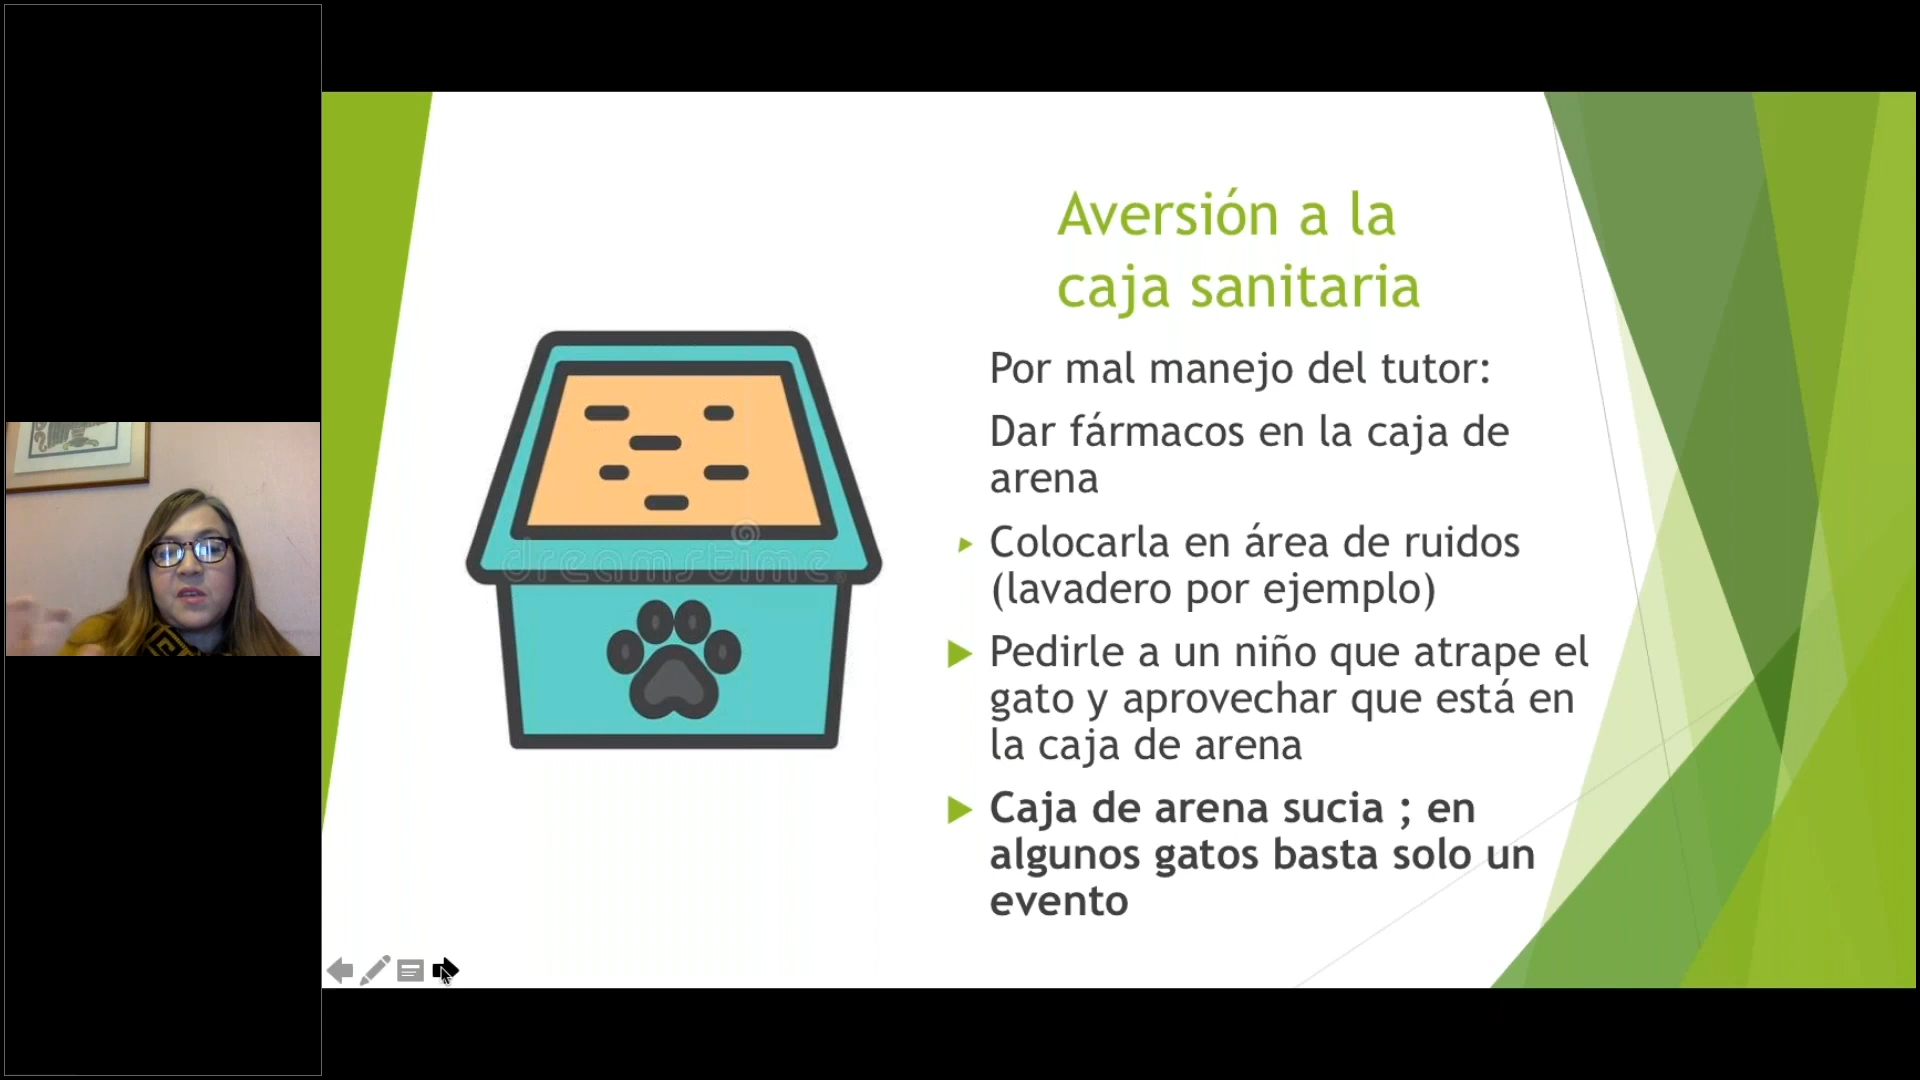 Aversión a la
caja sanitaria
Por mal manejo del tutor:
Dar fármacos en la caja de
arena
Colocarla en área de ruidos
(lavadero por ejemplo)
Pedirle a un niño que atrape el
gato y aprovechar que está en
la caja de arena
Caja de arena sucia ; en
algunos gatos basta solo un
evento
dreamstime